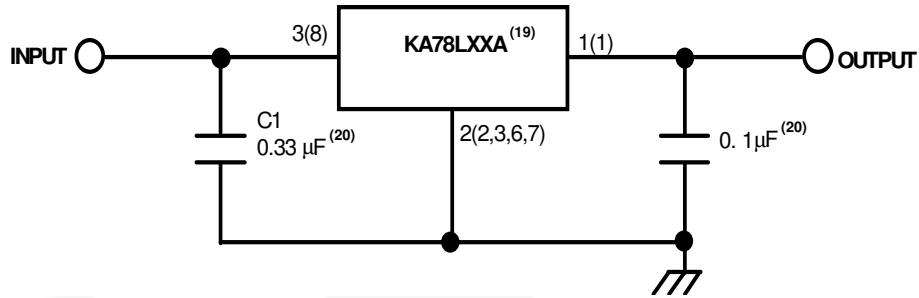 3(8)
KA78LXXA(19)
1(1)
INPUT
OUTPUT
C1
0.33 μF(20)
2(2,3,6,7)
0. 1μF(20)